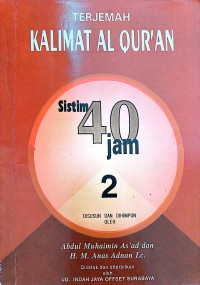 TERJEMAH
KALIMAT AL QUR'AN
Sistim
40
jam
2
DISUSUN DAN DIHIMPUN
OLEH
Abdul Muhaimin As'ad dan
H. M. Anas Adnan Lc.
Dicetak dan diterbitkan
oleh
UD. INDAH JAYA OFFSET SURABAYA